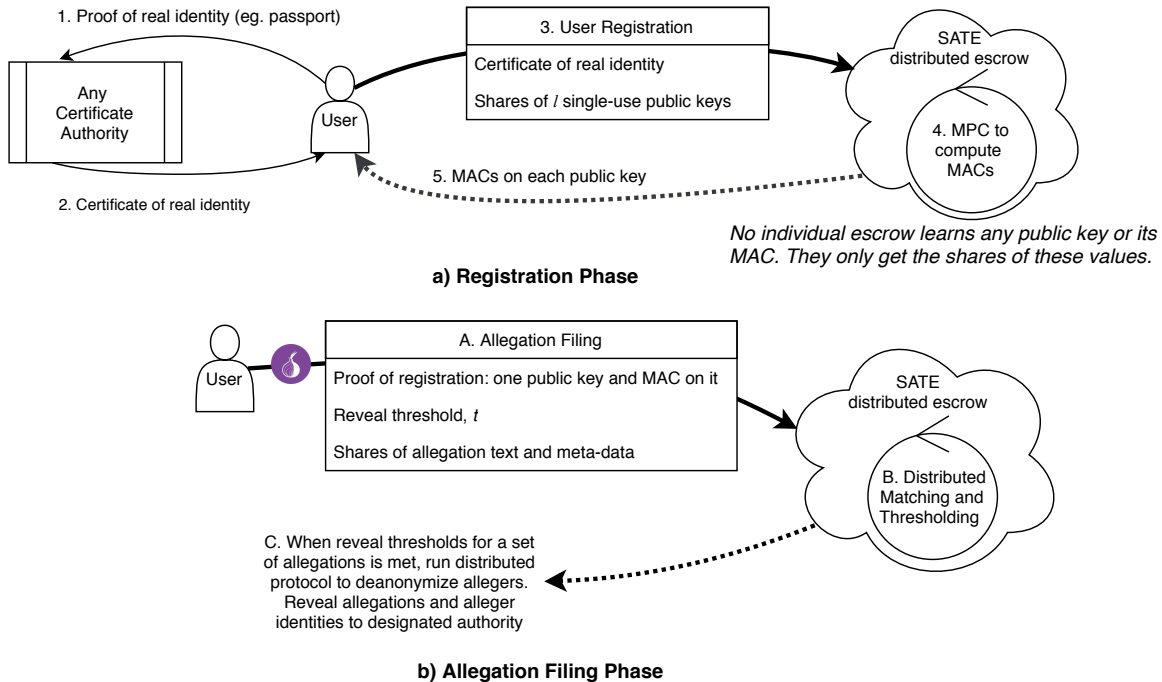 1. Proof of real identity (eg. passport)
Any
Certificate
Authority
User
2. Certificate of real identity
3. User Registration
Certificate of real identity
Shares of l single-use public keys
SATE
distributed escrow
4. MPC to
compute
MACs
5. MACs on each public key
No individual escrow learns any public key or its
MAC. They only get the shares of these values.
a) Registration Phase
User
A. Allegation Filing
Proof of registration: one public key and MAC on it
Reveal threshold, t
Shares of allegation text and meta-data
SATE
distributed escrow
B. Distributed
Matching and
Thresholding
C. When reveal thresholds for a set
of allegations is met, run distributed
protocol to deanonymize allegers.
Reveal allegations and alleger
identities to designated authority
b) Allegation Filing Phase